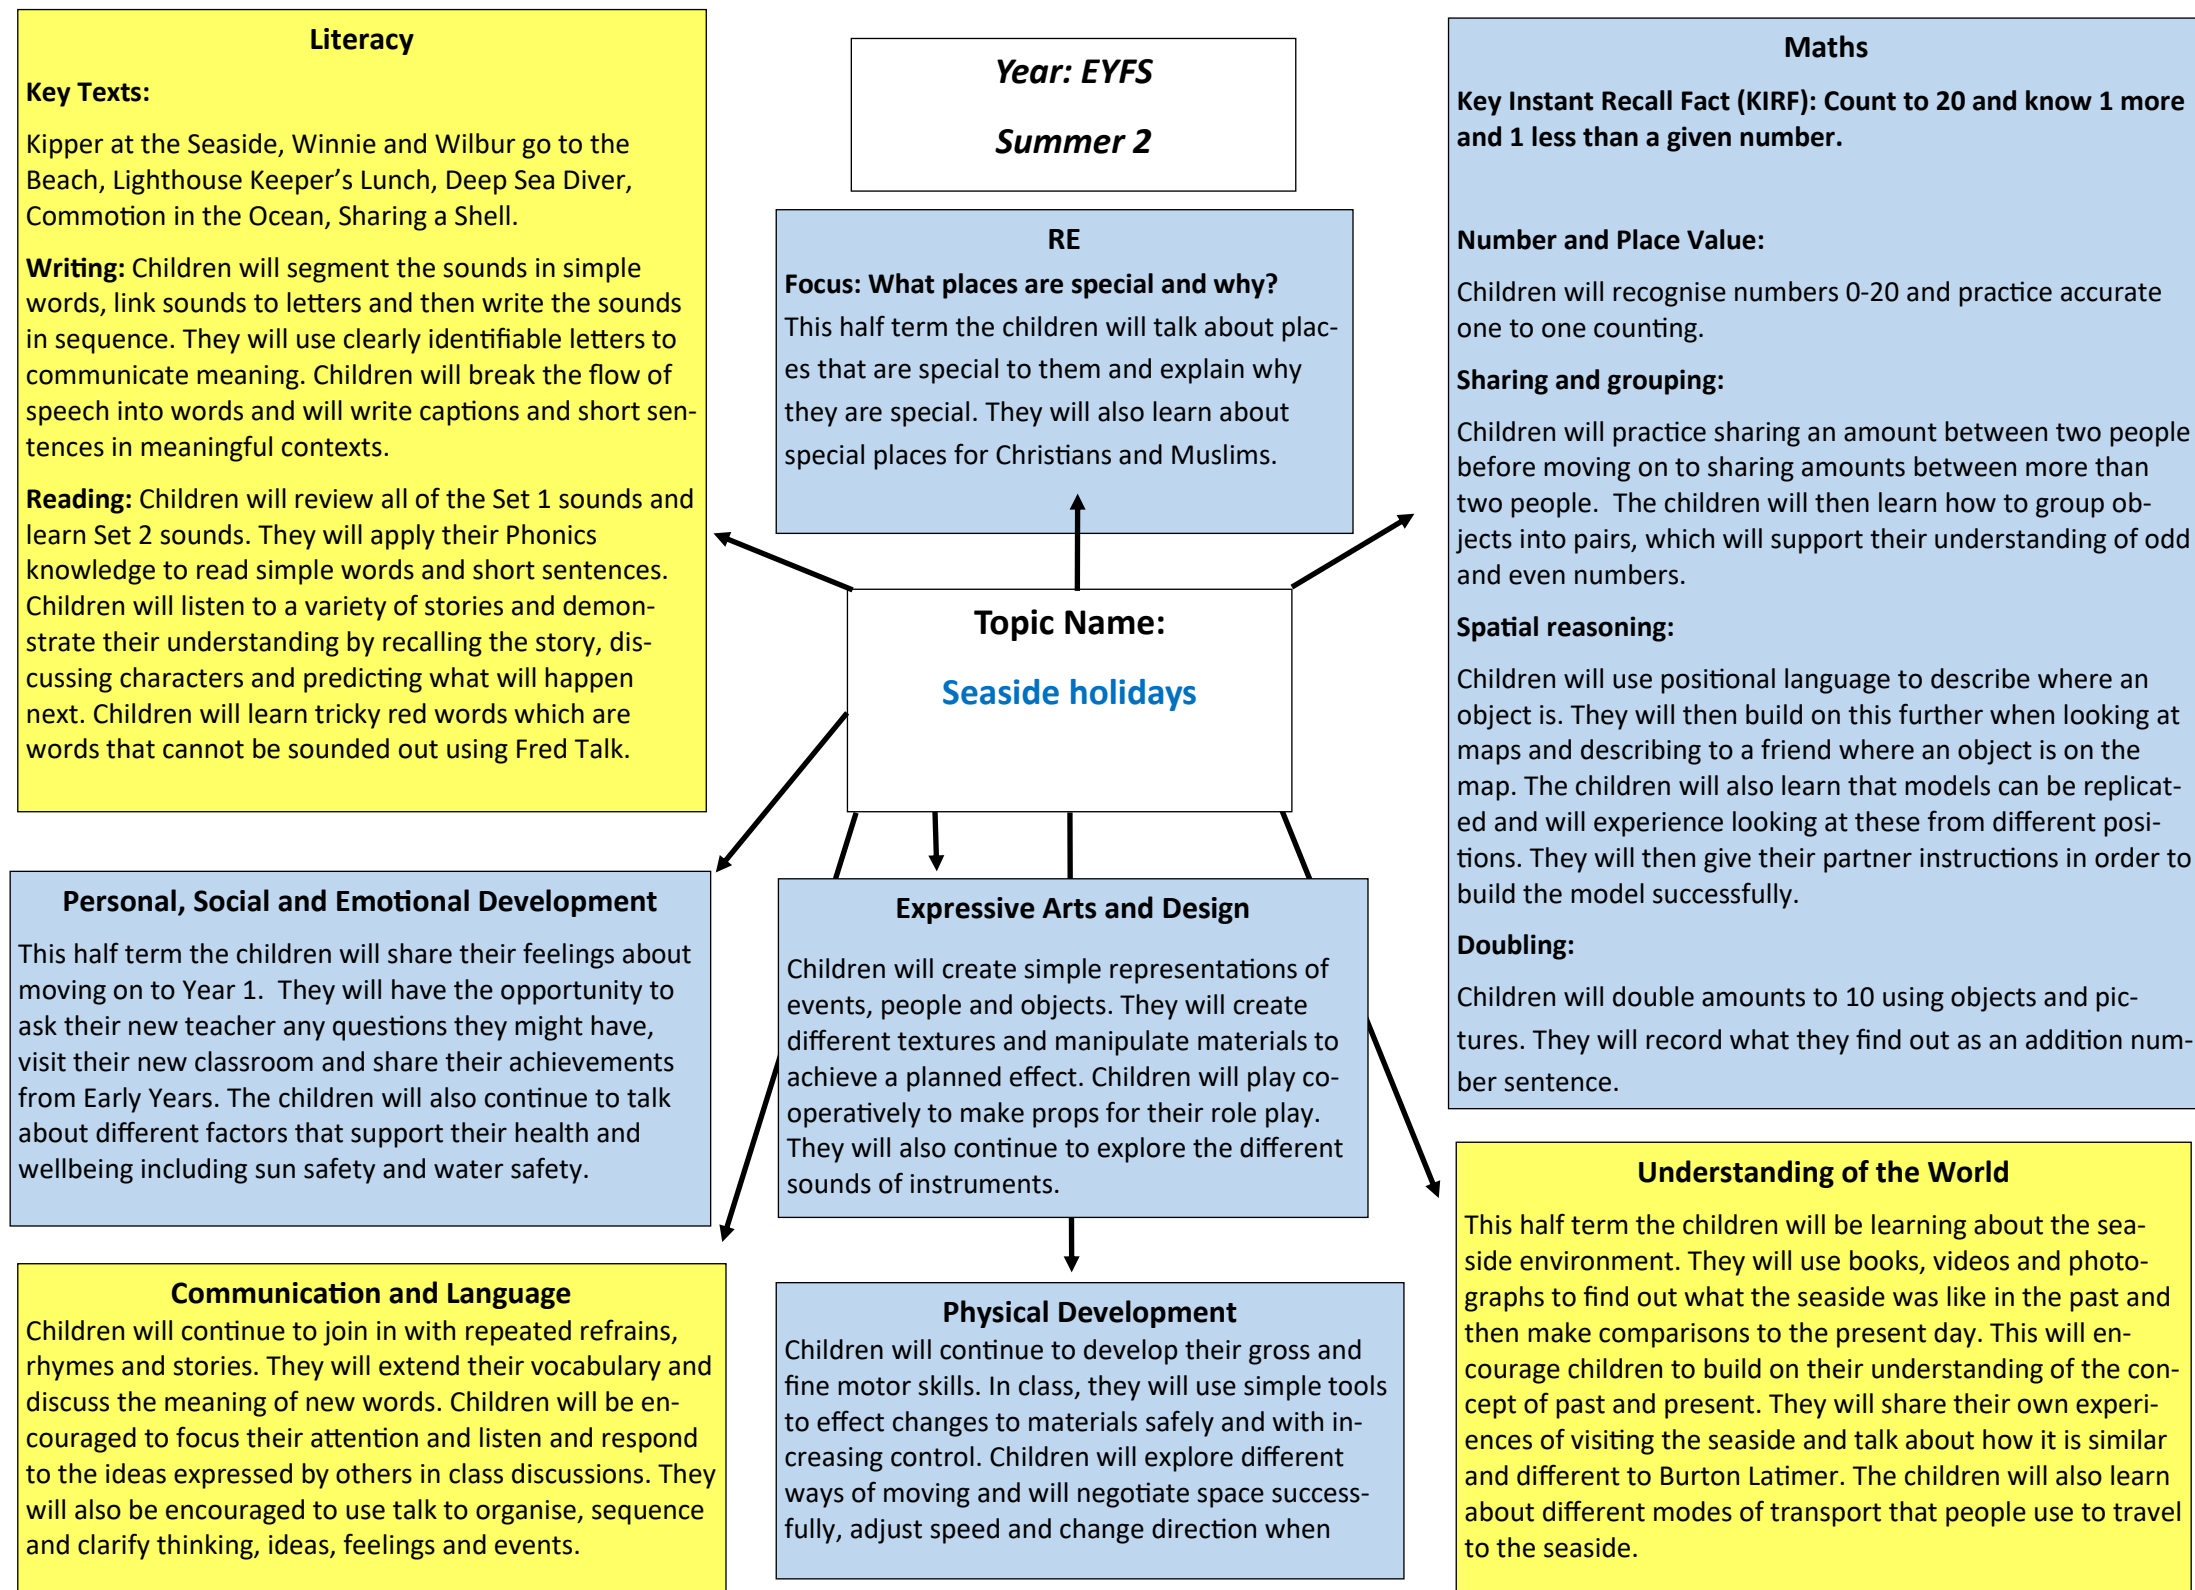 Literacy
Key Texts:
Kipper at the Seaside, Winnie and Wilbur go to the
Beach, Lighthouse Keeper’s Lunch, Deep Sea Diver,
Commotion in the Ocean, Sharing a Shell.
Writing: Children will segment the sounds in simple
words, link sounds to letters and then write the sounds
in sequence. They will use clearly identifiable letters to
communicate meaning. Children will break the flow of
speech into words and will write captions and short sen-
tences in meaningful contexts.
Reading: Children will review all of the Set 1 sounds and
learn Set 2 sounds. They will apply their Phonics
knowledge to read simple words and short sentences.
Children will listen to a variety of stories and demon-
strate their understanding by recalling the story, dis-
cussing characters and predicting what will happen
next. Children will learn tricky red words which are
words that cannot be sounded out using Fred Talk.
Year: EYFS
Summer 2
RE
Focus: What places are special and why?
This half term the children will talk about plac-
es that are special to them and explain why
they are special. They will also learn about
special places for Christians and Muslims.
Topic Name:
Seaside holidays
Maths
Key Instant Recall Fact (KIRF): Count to 20 and know 1 more
and 1 less than a given number.
Number and Place Value:
Children will recognise numbers 0-20 and practice accurate
one to one counting.
Sharing and grouping:
Children will practice sharing an amount between two people
before moving on to sharing amounts between more than
two people. The children will then learn how to group ob-
jects into pairs, which will support their understanding of odd
and even numbers.
Spatial reasoning:
Children will use positional language to describe where an
object is. They will then build on this further when looking at
maps and describing to a friend where an object is on the
map. The children will also learn that models can be replicat-
ed and will experience looking at these from different posi-
tions. They will then give their partner instructions in order to
build the model successfully.
Doubling:
Children will double amounts to 10 using objects and pic-
tures. They will record what they find out as an addition num-
ber sentence.
Personal, Social and Emotional Development
This half term the children will share their feelings about
moving on to Year 1. They will have the opportunity to
ask their new teacher any questions they might have,
visit their new classroom and share their achievements
from Early Years. The children will also continue to talk
about different factors that support their health and
wellbeing including sun safety and water safety.
Expressive Arts and Design
Children will create simple representations of
events, people and objects. They will create
different textures and manipulate materials to
achieve a planned effect. Children will play co-
operatively to make props for their role play.
They will also continue to explore the different
sounds of instruments.
Communication and Language
Children will continue to join in with repeated refrains,
rhymes and stories. They will extend their vocabulary and
discuss the meaning of new words. Children will be en-
couraged to focus their attention and listen and respond
to the ideas expressed by others in class discussions. They
will also be encouraged to use talk to organise, sequence
and clarify thinking, ideas, feelings and events.
Physical Development
Children will continue to develop their gross and
fine motor skills. In class, they will use simple tools
to effect changes to materials safely and with in-
creasing control. Children will explore different
ways of moving and will negotiate space success-
fully, adjust speed and change direction when
Understanding of the World
This half term the children will be learning about the sea-
side environment. They will use books, videos and photo-
graphs to find out what the seaside was like in the past and
then make comparisons to the present day. This will en-
courage children to build on their understanding of the con-
cept of past and present. They will share their own experi-
ences of visiting the seaside and talk about how it is similar
and different to Burton Latimer. The children will also learn
about different modes of transport that people use to travel
to the seaside.